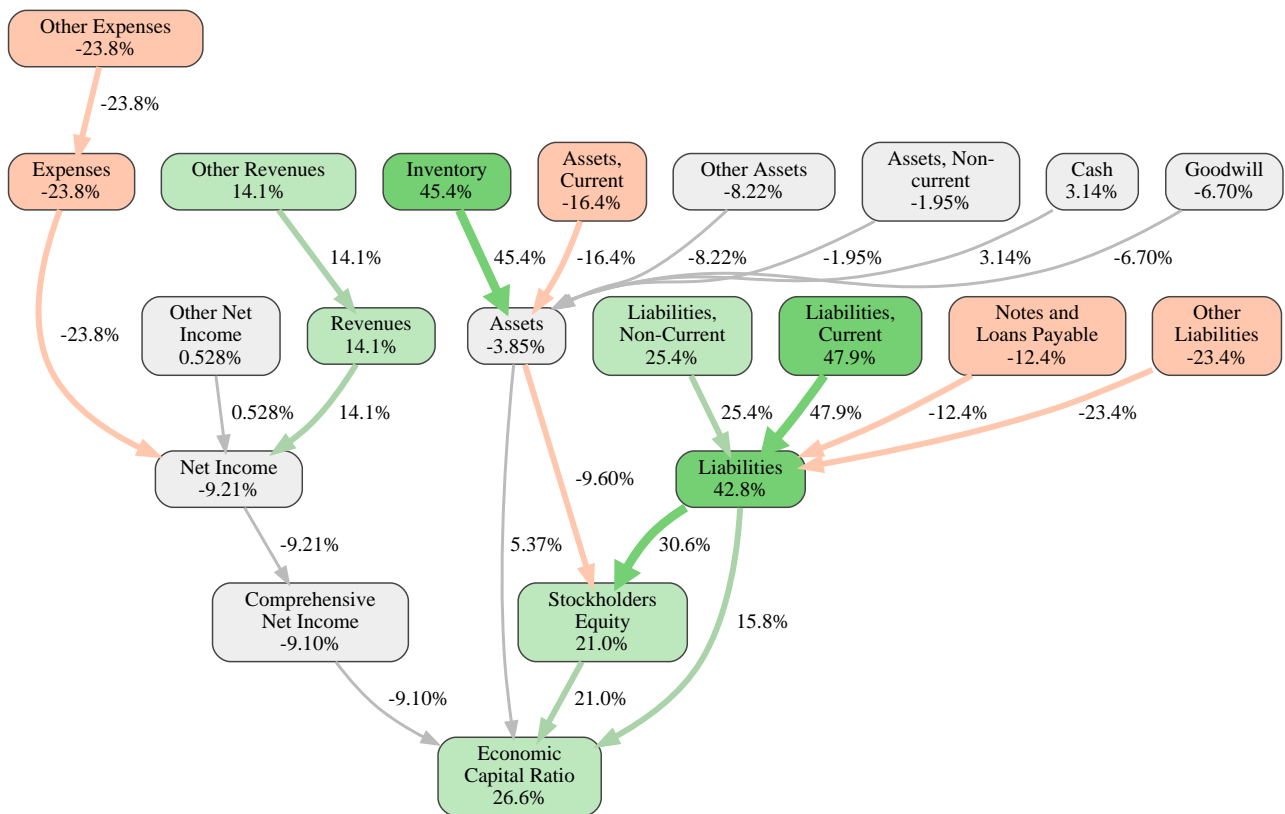 Other Expenses
-23.8%
-23.8%
Expenses
-23.8%
Other Revenues
14.1%
Inventory
45.4%
Assets,
Current
-16.4%
Other Assets
-8.22%
Assets, Non-
current
-1.95%
Cash
3.14%
Goodwill
-6.70%
14.1%
45.4%
-16.4%
-8.22%
-1.95%
3.14%
-6.70%
-23.8%
Other Net
Income
0.528%
Revenues
14.1%
Assets
-3.85%
Liabilities,
Non-Current
25.4%
Liabilities,
Current
47.9%
Notes and
Loans Payable
-12.4%
Other
Liabilities
-23.4%
0.528%
14.1%
25.4%
47.9%
-12.4%
-23.4%
Net Income
-9.21%
-9.60%
Liabilities
42.8%
-9.21%
5.37%
30.6%
Comprehensive
Net Income
-9.10%
Stockholders
Equity
21.0%
15.8%
-9.10%
21.0%
Economic
Capital Ratio
26.6%